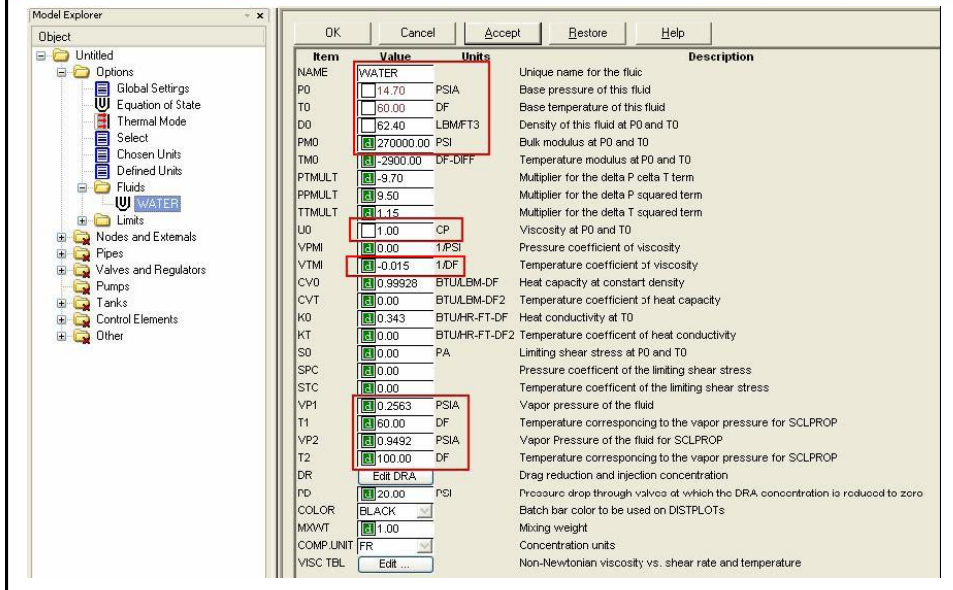 Model Explorer
Object
Untitled
Options
Global Settings
Equation of State
Thermal Mode
Select
Chosen Units
Defined Units
Fluids
WATER
Limits
Nodes and Externals
Pipes
Valves and Regulators
Pumps
Tanks
Control Elements
Other
OK Cancel Accept Restore Help
Item Value Units Description
NAME WATER Unique name for the fluid
P0 14.70 PSIA Base pressure of this fluid
T0 60.00 DF Base temperature of this fluid
D0 62.40 LBM/FT3 Density of this fluid at P0 and T0
PM0 d 270000.00 PSI Bulk modulus at P0 and T0
TM0 d -2900.00 DF-DIFF Temperature modulus at P0 and T0
PTMULT d -9.70 Multiplier for the delta P celta T term
PPMULT d 9.50 Multiplier for the delta P squared term
TTMULT d 1.15 Multiplier for the delta T squared term
U0 1.00 CP Viscosity at P0 and T0
VPMI d 0.00 1/PSI Pressure coefficient of viscosity
VTMI d -0.015 1/DF Temperature coefficient of viscosity
CV0 d 0.99928 BTU/LBM-DF Heat capacity at constant density
CVT d 0.00 BTU/LBM-DF2 Temperature coefficient of heat capacity
K0 d 0.343 BTU/HR-FT-DF Heat conductivity at T0
KT d 0.00 BTU/HR-FT-DF2 Temperature coefficent of heat conductivity
S0 d 0.00 PA Limiting shear stress at P0 and T0
SPC d 0.00 Pressure coefficent of the limiting shear stress
STC d 0.00 Temperature coefficent of the limiting shear stress
VP1 d 0.2563 PSIA Vapor pressure of the fluid
T1 d 60.00 DF Temperature corresponcing to the vapor pressure for SCLPROP
VP2 d 0.9492 PSIA Vapor Pressure of the fluid for SCLPROP
T2 d 100.00 DF Temperature corresponcing to the vapor pressure for SCLPROP
DR Edit DRA Drag reduction and injection concentration
PD d 20.00 PSI Pressure drop through valves at which the DRA concentration is reduced to zero
COLOR BLACK Batch bar color to be used on DISTPLOTs
MXWT d 1.00 Mixing weight
COMP.UNIT FR Concentration units
VISC TBL Edit ... Non-Newtonian viscosity vs. shear rate and temperature